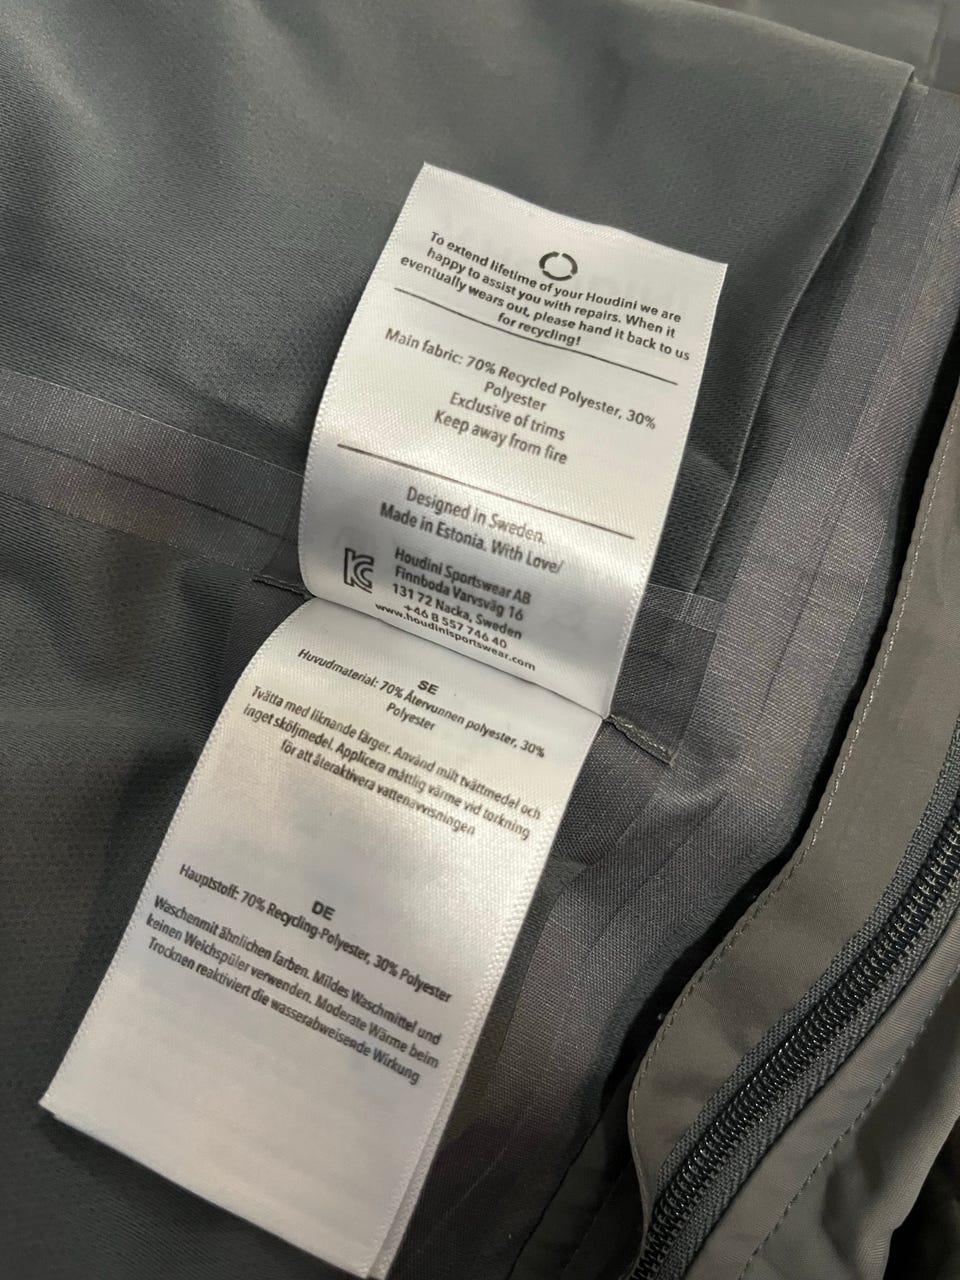 To extend lifetime of your Houdini we are
happy to assist you with repairs. When it
eventually wears out, please hand it back to us
for recycling!
Main fabric: 70% Recycled Polyester, 30%
Polyester
Exclusive of trims
Keep away from fire
Designed in Sweden.
Made in Estonia. With Love/
Houdini Sportswear AB
Finnboda Varvsväg 16
131 72 Nacka, Sweden
+46 8 557 746 40
www.houdinisportswear.com
SE
Huvudmaterial: 70% Återvunnen polyester, 30%
Polyester
Tvätta med liknande färger. Använd milt tvättmedel och
inget sköljmedel. Applicera måttlig värme vid torkning
för att återaktivera vattenavvisningen
DE
Hauptstoff: 70% Recycling-Polyester, 30% Polyester
Waschenmit ähnlichen farben. Mildes Waschmittel und
keinen Weichspüler verwenden. Moderate Wärme beim
Trocknen reaktiviert die wasserabweisende Wirkung